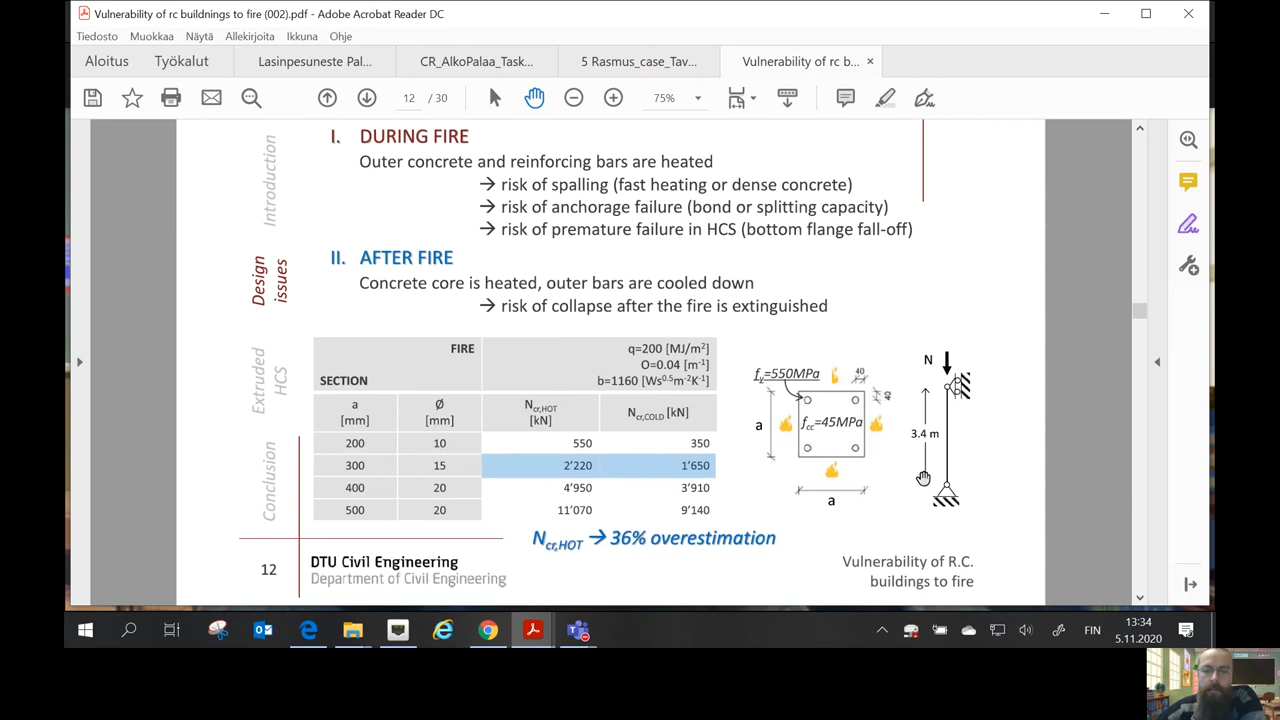 Vulnerability of rc buildnings to fire (002).pdf - Adobe Acrobat Reader DC
Tiedosto Muokkaa Näytä Allekirjoita Ikkuna Ohje
Aloitus Työkalut Lasinpesuneste Pal... CR_AlkoPalaa_Task... 5 Rasmus_case_Tav... Vulnerability of rc b... ×
12 / 30 75%
Introduction
Design
issues
Extruded
HCS
Conclusion
I. DURING FIRE
Outer concrete and reinforcing bars are heated
→ risk of spalling (fast heating or dense concrete)
→ risk of anchorage failure (bond or splitting capacity)
→ risk of premature failure in HCS (bottom flange fall-off)
II. AFTER FIRE
Concrete core is heated, outer bars are cooled down
→ risk of collapse after the fire is extinguished
FIRE q=200 [MJ/m²]
O=0.04 [m⁻¹]
SECTION b=1160 [Ws⁰·⁵m⁻²K⁻¹]
a [mm] Ø [mm] Ncr,HOT [kN] Ncr,COLD [kN]
200 10 550 350
300 15 2'220 1'650
400 20 4'950 3'910
500 20 11'070 9'140
fy=550MPa 40
40
a fcc=45MPa
a
N
3.4 m
Ncr,HOT → 36% overestimation
12 DTU Civil Engineering
Department of Civil Engineering
Vulnerability of R.C.
buildings to fire
FIN 13:34
5.11.2020